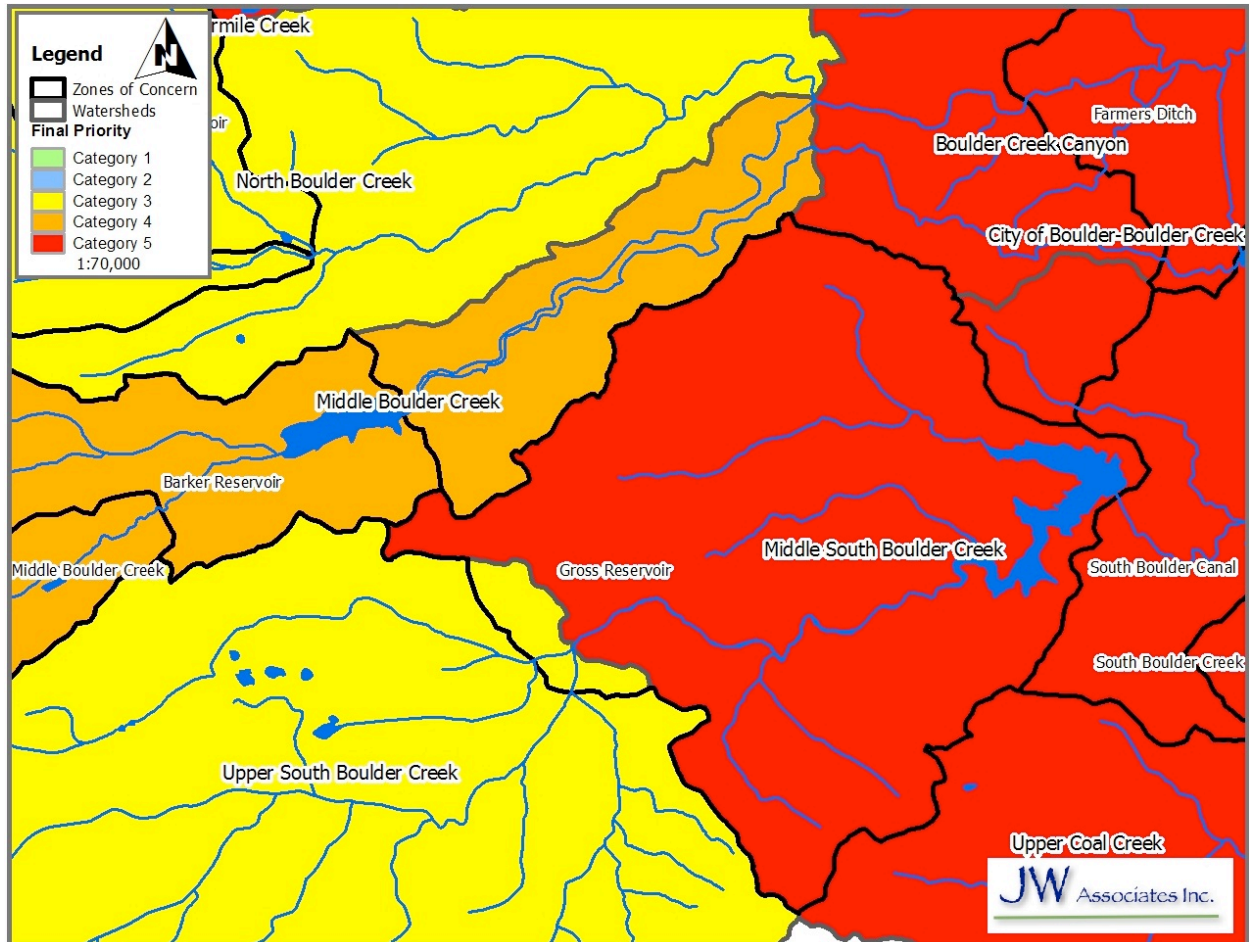 rmile Creek
Legend
N
Zones of Concern
Watersheds
Final Priority
Category 1
Category 2
Category 3
Category 4
Category 5
1:70,000
oir
North Boulder Creek
Farmers Ditch
Boulder Creek Canyon
City of Boulder-Boulder Creek
Middle Boulder Creek
Barker Reservoir
Middle Boulder Creek
Middle South Boulder Creek
Gross Reservoir
South Boulder Canal
South Boulder Creek
Upper South Boulder Creek
Upper Coal Creek
JW Associates Inc.